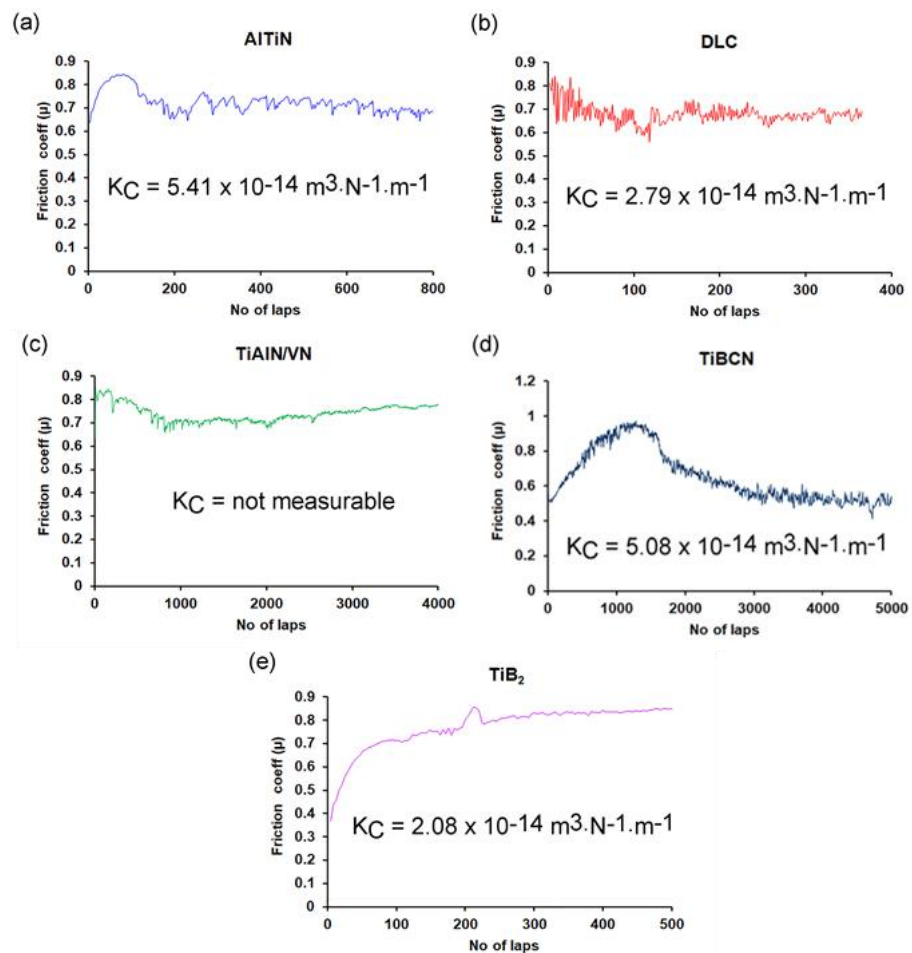 (a)
AlTiN
Friction coeff (μ)
0.9
0.8
0.7
0.6
0.5
0.4
0.3
0.2
0.1
0
KC = 5.41 x 10-14 m3.N-1.m-1
0 200 400 600 800
No of laps
(b)
DLC
Friction coeff (μ)
0.9
0.8
0.7
0.6
0.5
0.4
0.3
0.2
0.1
0
KC = 2.79 x 10-14 m3.N-1.m-1
0 100 200 300 400
No of laps
(c)
TiAlN/VN
Friction coeff (μ)
0.9
0.8
0.7
0.6
0.5
0.4
0.3
0.2
0.1
0
KC = not measurable
0 1000 2000 3000 4000
No of laps
(d)
TiBCN
Friction coeff (μ)
1.2
1
0.8
0.6
0.4
0.2
0
KC = 5.08 x 10-14 m3.N-1.m-1
0 1000 2000 3000 4000 5000
No of laps
(e)
TiB₂
Friction coeff (μ)
0.9
0.8
0.7
0.6
0.5
0.4
0.3
0.2
0.1
0
KC = 2.08 x 10-14 m3.N-1.m-1
0 100 200 300 400 500
No of laps